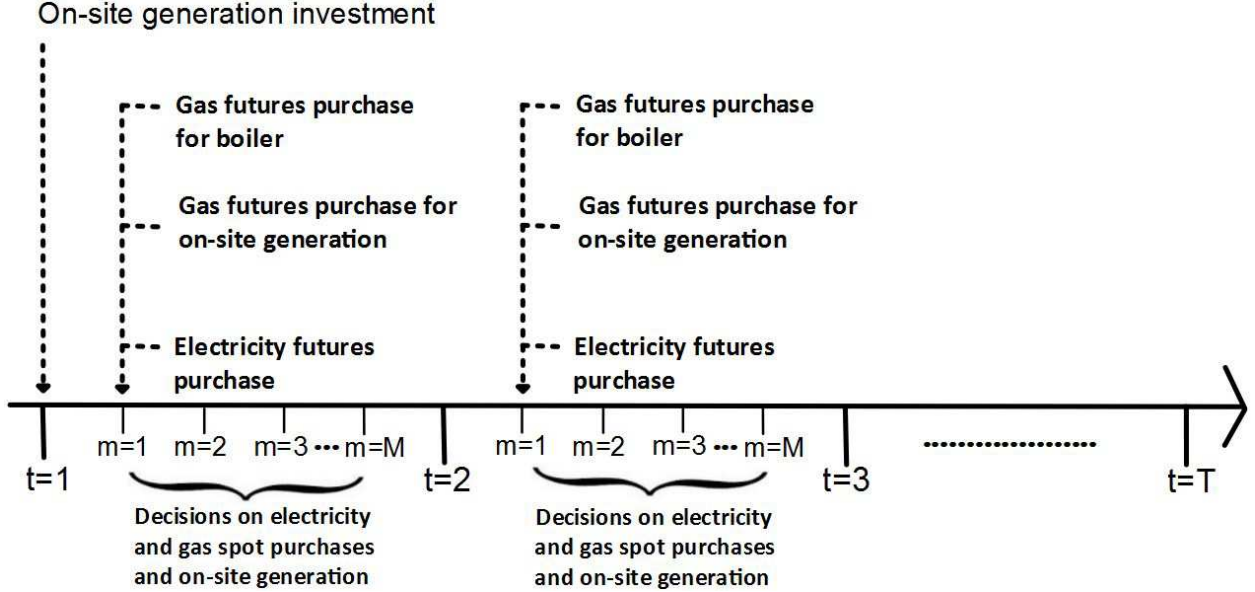 On-site generation investment
Gas futures purchase
for boiler
Gas futures purchase for
on-site generation
Electricity futures
purchase
Gas futures purchase
for boiler
Gas futures purchase for
on-site generation
Electricity futures
purchase
m=1 m=2 m=3 ··· m=M
m=1 m=2 m=3 ··· m=M
t=1 t=2 t=3 t=T
Decisions on electricity
and gas spot purchases
and on-site generation
Decisions on electricity
and gas spot purchases
and on-site generation